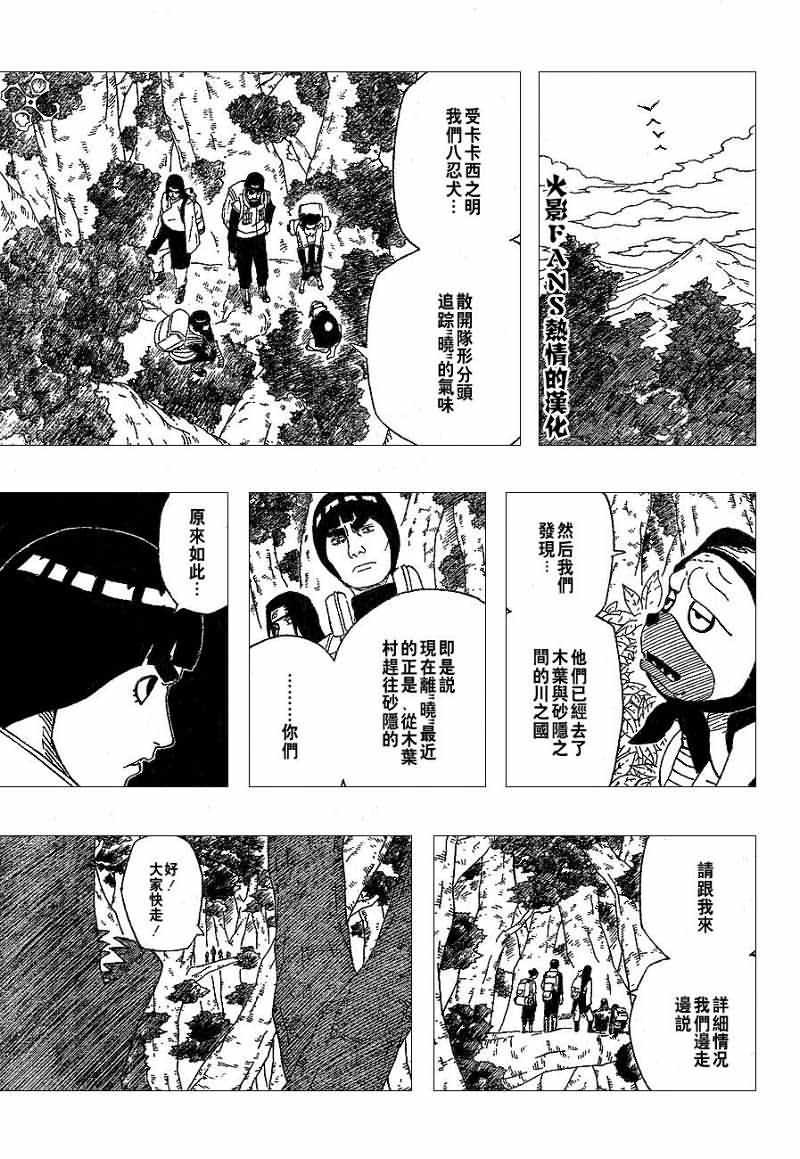 火影FANS熱情的漢化
受卡卡西之明
我們八忍犬…
散開隊形分頭
追踪"曉"的氣味
然后我們
發現…
他們已經去了
木葉與砂隱之
間的川之國
即是說
現在離"曉"最近
的正是、從木葉
村趕往砂隱的
………你們
原來如此…
請跟我來
詳細情况
我們邊走
邊說
好！
大家快走！